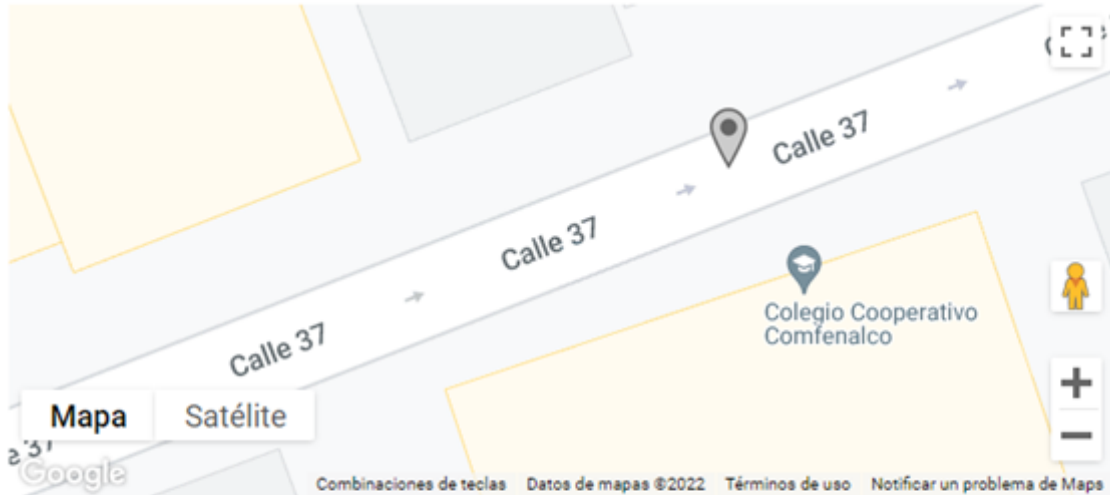 Calle 37
Calle 37
Colegio Cooperativo
Comfenalco
Calle 37
Mapa
Satélite
Google
Combinaciones de teclas
Datos de mapas ©2022
Términos de uso
Notificar un problema de Maps